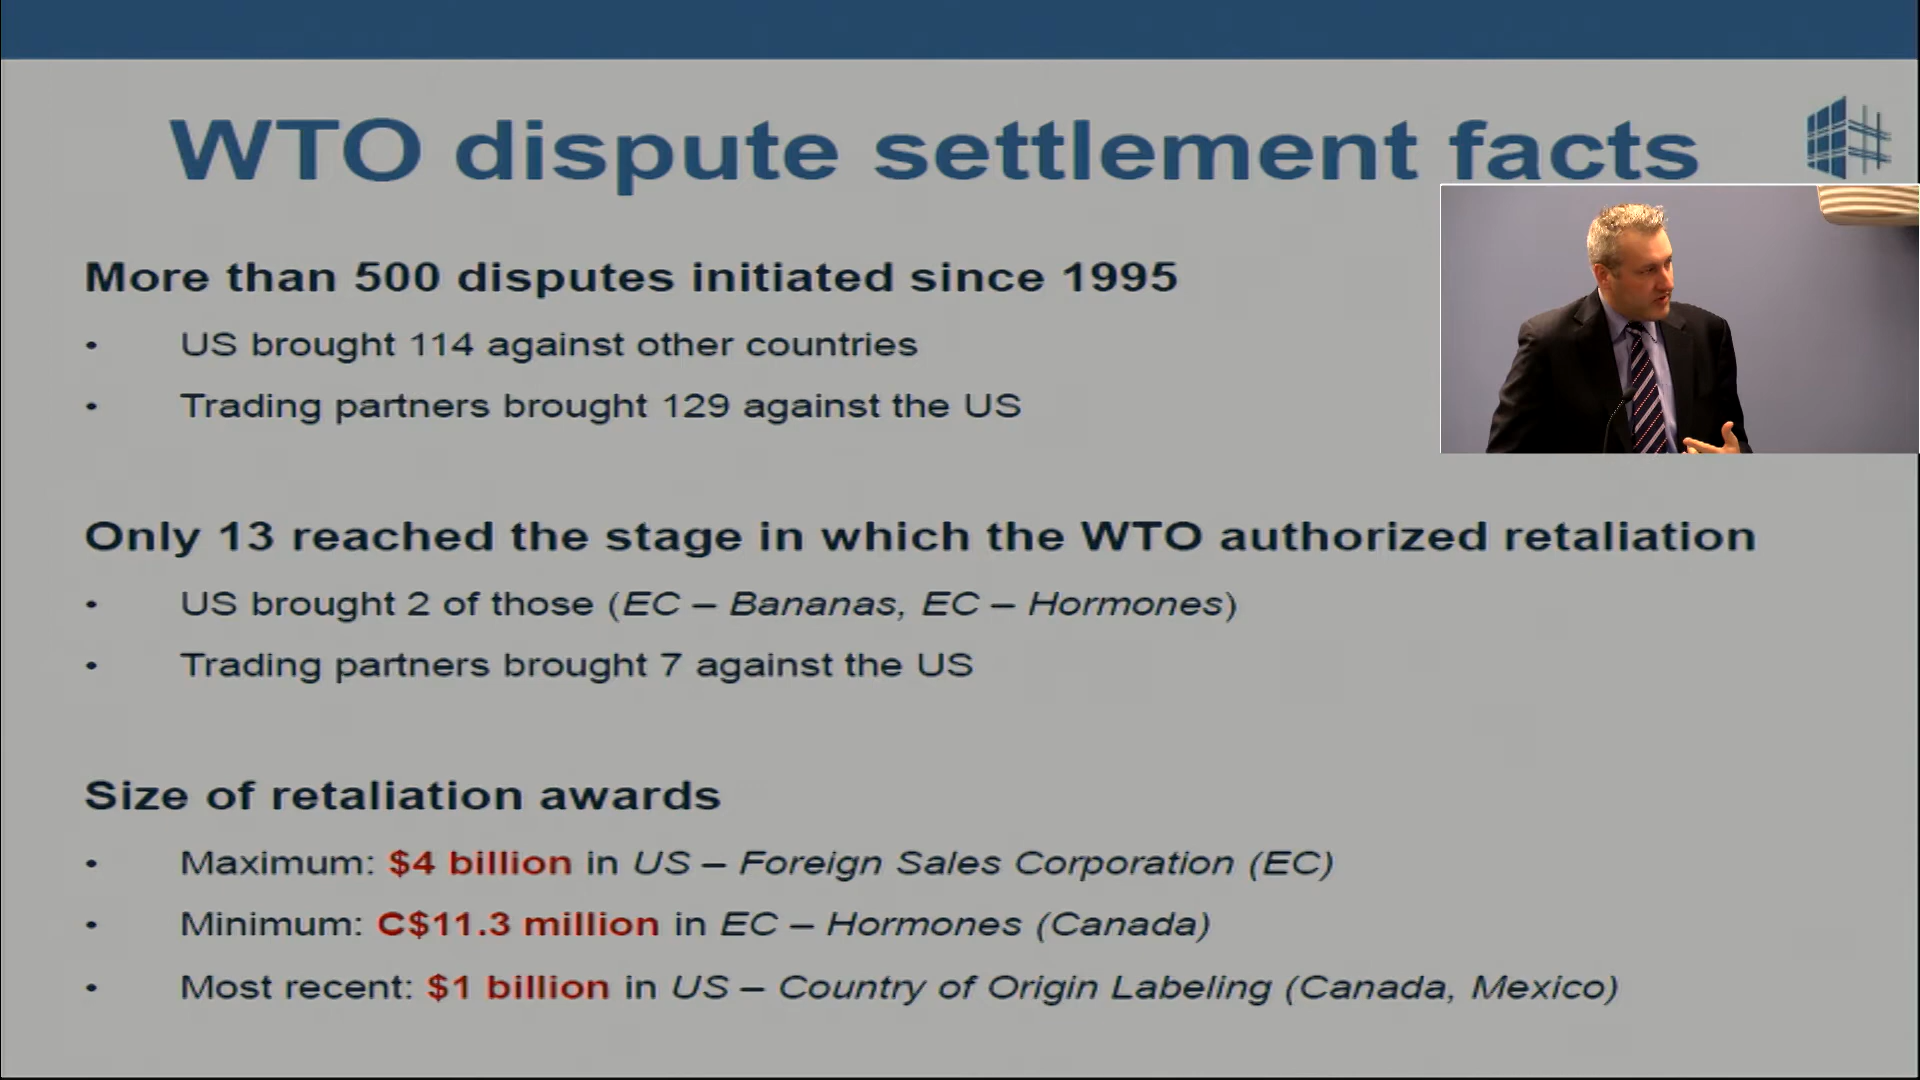 WTO dispute settlement facts
More than 500 disputes initiated since 1995
• US brought 114 against other countries
• Trading partners brought 129 against the US
Only 13 reached the stage in which the WTO authorized retaliation
• US brought 2 of those (EC – Bananas, EC – Hormones)
• Trading partners brought 7 against the US
Size of retaliation awards
• Maximum: $4 billion in US – Foreign Sales Corporation (EC)
• Minimum: C$11.3 million in EC – Hormones (Canada)
• Most recent: $1 billion in US – Country of Origin Labeling (Canada, Mexico)